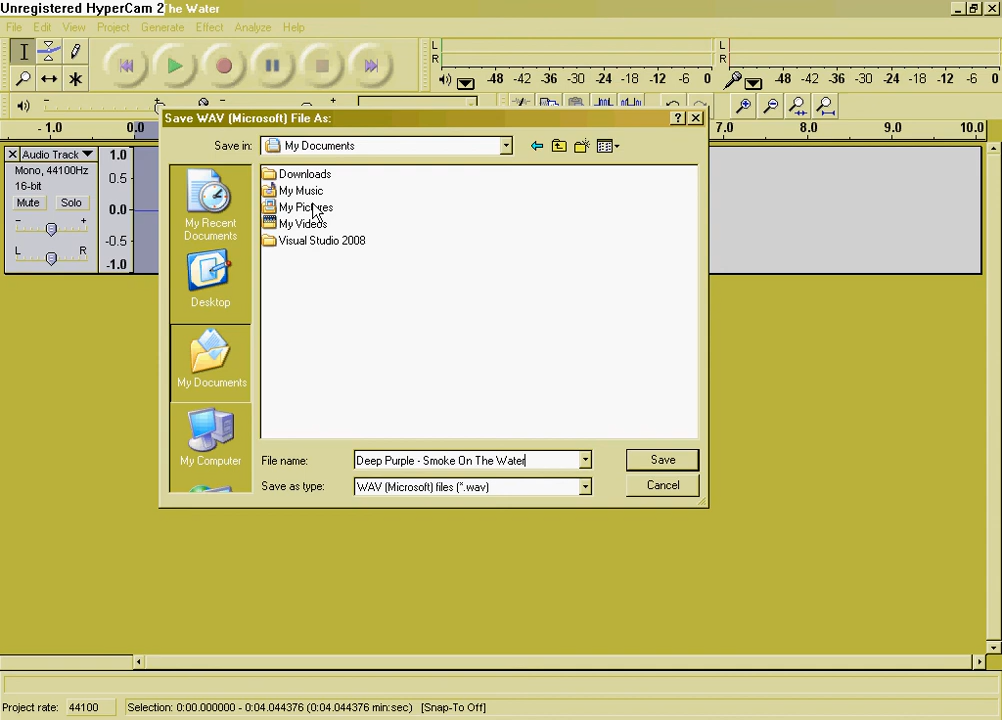 Unregistered HyperCam 2 The Water
File Edit View Project Generate Effect Analyze Help
L
R
-48 -42 -36 -30 -24 -18 -12 -6 0
L
R
-48 -42 -36 -30 -24 -18 -12 -6 0
- 1.0 0.0 7.0 8.0 9.0 10.0
Save WAV (Microsoft) File As:
Save in: My Documents
Audio Track 1.0
Mono, 44100Hz
16-bit
0.5
Mute Solo
0.0
- +
-0.5
L R
-1.0
My Recent
Documents
Desktop
My Documents
My Computer
Downloads
My Music
My Pictures
My Videos
Visual Studio 2008
File name: Deep Purple - Smoke On The Water Save
Save as type: WAV (Microsoft) files (*.wav) Cancel
Project rate: 44100 Selection: 0:00.000000 - 0:04.044376 (0:04.044376 min:sec) [Snap-To Off]